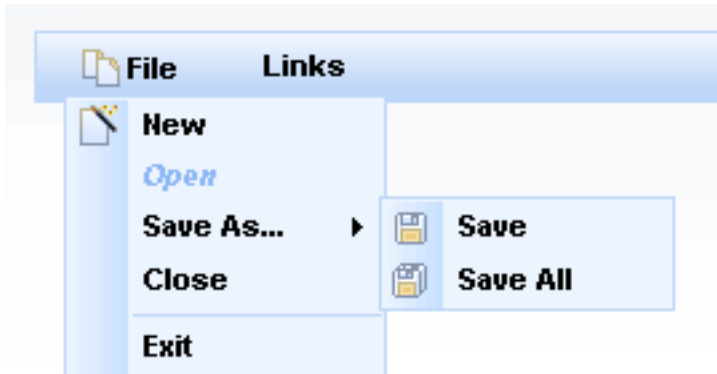 File Links
New
Open
Save As... Save
Close Save All
Exit